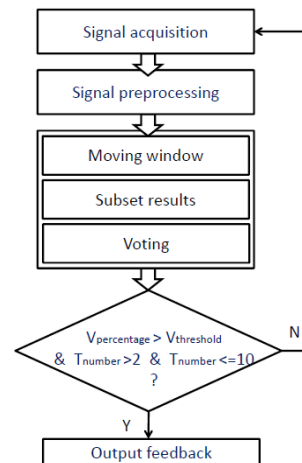 Signal acquisition
Signal preprocessing
Moving window
Subset results
Voting
Vpercentage > Vthreshold
& Tnumber >2 & Tnumber <=10
?
N
Y
Output feedback